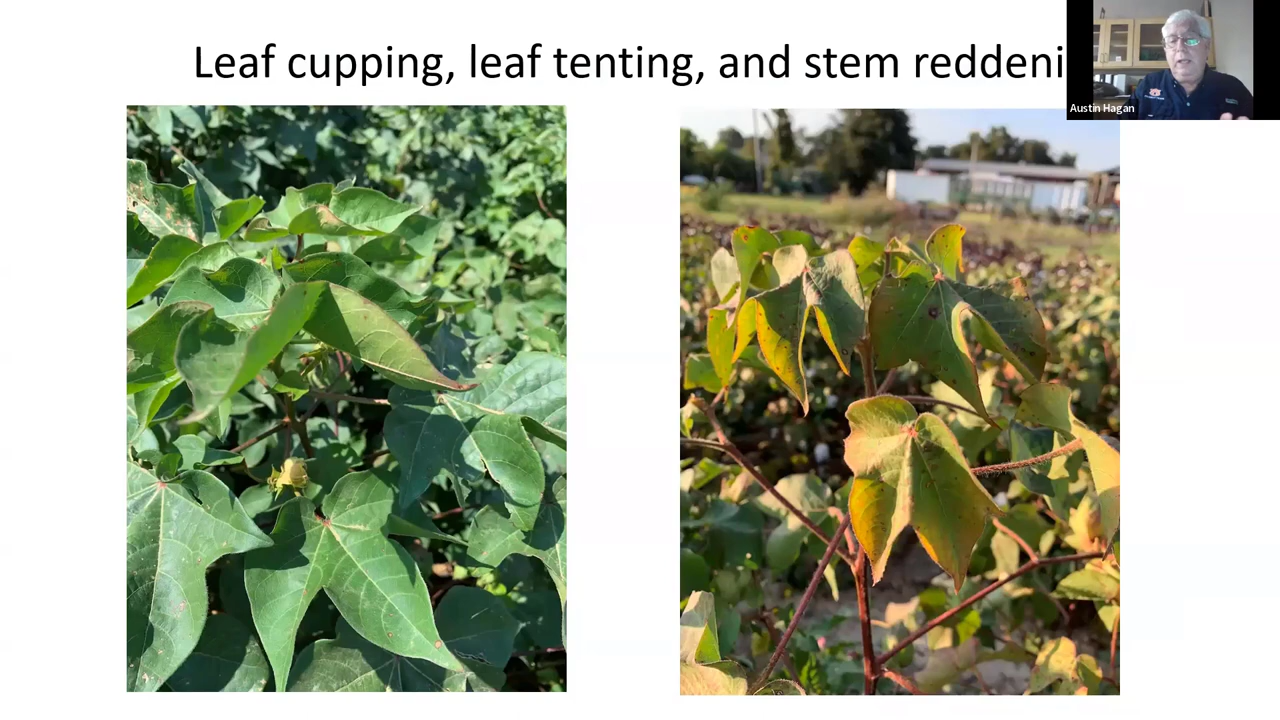 Leaf cupping, leaf tenting, and stem reddeni
Austin Hagan